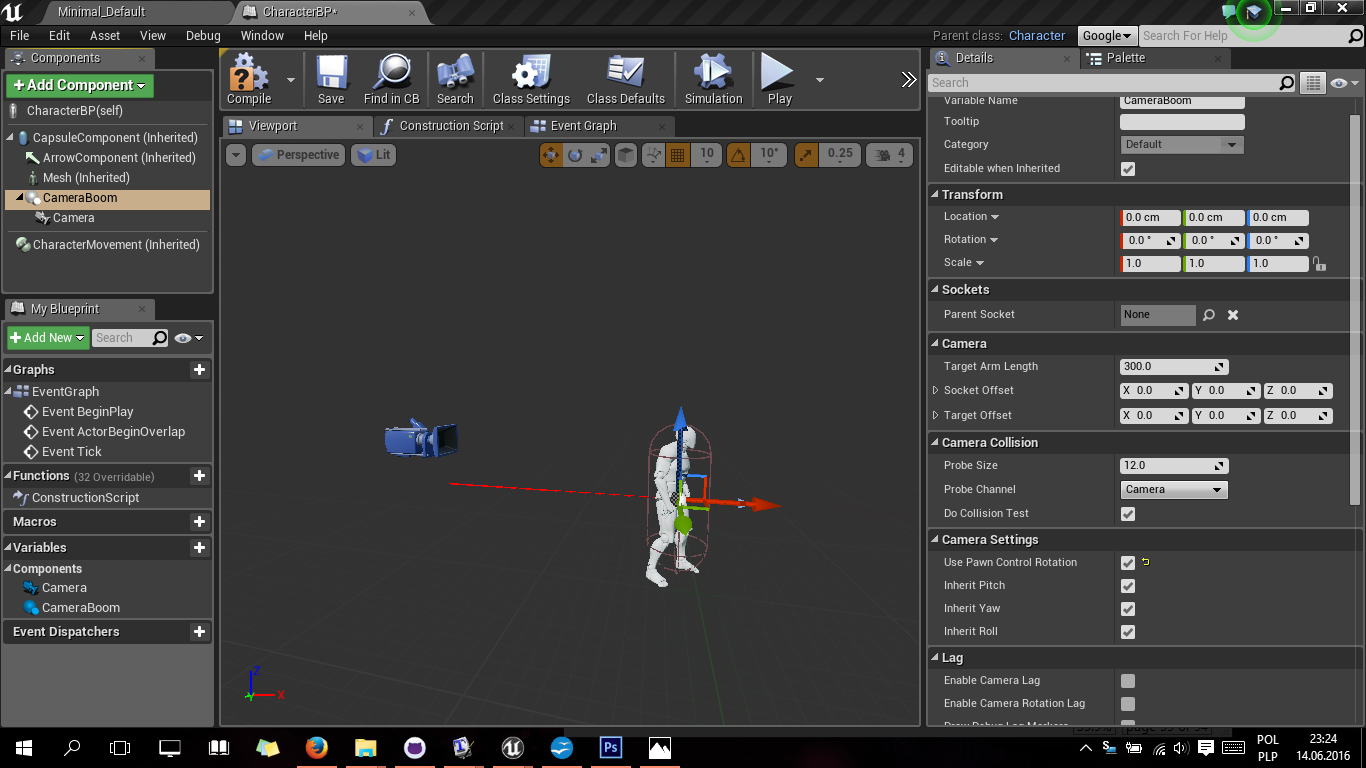 Minimal_Default
CharacterBP*
File Edit Asset View Debug Window Help
Parent class: Character Google Search For Help
Components
+ Add Component
CharacterBP(self)
CapsuleComponent (Inherited)
ArrowComponent (Inherited)
Mesh (Inherited)
CameraBoom
Camera
CharacterMovement (Inherited)
My Blueprint
+ Add New Search
Graphs
EventGraph
Event BeginPlay
Event ActorBeginOverlap
Event Tick
Functions (32 Overridable)
ConstructionScript
Macros
Variables
Components
Camera
CameraBoom
Event Dispatchers
Compile Save Find in CB Search Class Settings Class Defaults Simulation Play
Viewport Construction Script Event Graph
Perspective Lit 10 10° 0.25 4
Z
X
Y
Details Palette
Search
Variable Name CameraBoom
Tooltip
Category Default
Editable when Inherited
Transform
Location 0.0 cm 0.0 cm 0.0 cm
Rotation 0.0 ° 0.0 ° 0.0 °
Scale 1.0 1.0 1.0
Sockets
Parent Socket None
Camera
Target Arm Length 300.0
Socket Offset X 0.0 Y 0.0 Z 0.0
Target Offset X 0.0 Y 0.0 Z 0.0
Camera Collision
Probe Size 12.0
Probe Channel Camera
Do Collision Test
Camera Settings
Use Pawn Control Rotation
Inherit Pitch
Inherit Yaw
Inherit Roll
Lag
Enable Camera Lag
Enable Camera Rotation Lag
Draw Debug Lag Markers
Ps
POL
PLP
23:24
14.06.2016